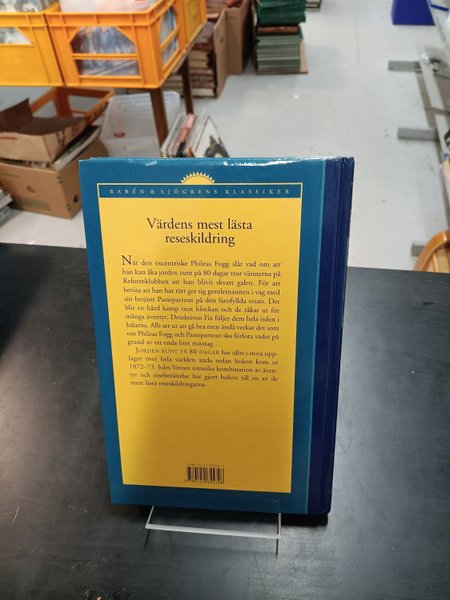 RABÉN & SJÖGRENS KLASSIKER
Värdens mest lästa
reseskildring
När den excentriske Phileas Fogg slår vad om att
han kan åka jorden runt på 80 dagar tror vännerna på
Reformklubben att han blivit skvatt galen. För att
bevisa att han har rätt ger sig gentlemannen i väg med
sin betjänt Passepartout på den farofyllda resan. Det
blir en hård kamp mot klockan och de råkar ut för
många äventyr. Detektiven Fix följer dem hela tiden i
hälarna. Allt ser ut att gå bra men ändå verkar det som
om Phileas Fogg och Passepartout ska förlora vadet på
grund av ett enda litet misstag …
JORDEN RUNT PÅ 80 DAGAR har sålts i stora upp-
lagor över hela världen ända sedan boken kom ut
1872–73. Jules Vernes sinnrika kombination av även-
tyr och reseberättelse har gjort boken till en av de
mest lästa reseskildringarna.